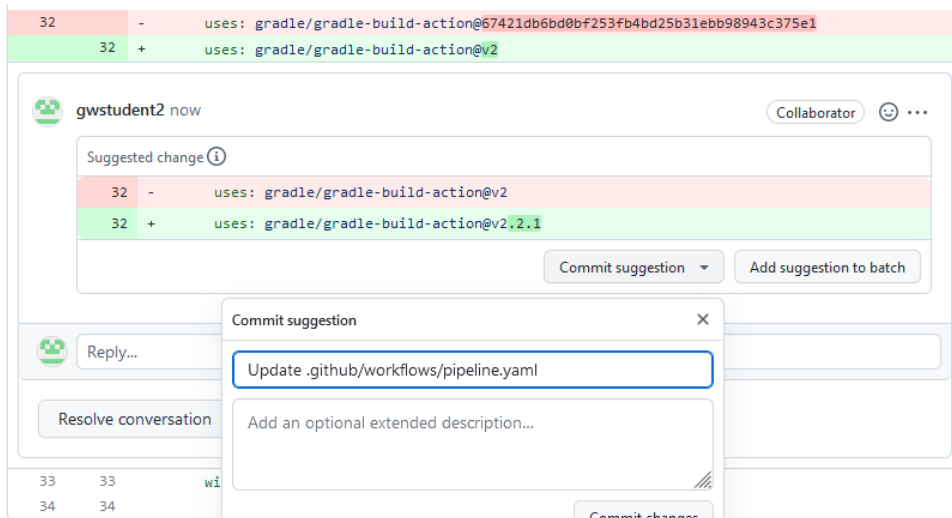 32 - uses: gradle/gradle-build-action@67421db6bd0bf253fb4bd25b31ebb98943c375e1
32 + uses: gradle/gradle-build-action@v2
gwstudent2 now Collaborator
Suggested change
32 - uses: gradle/gradle-build-action@v2
32 + uses: gradle/gradle-build-action@v2.2.1
Commit suggestion Add suggestion to batch
Commit suggestion
Update .github/workflows/pipeline.yaml
Reply...
Add an optional extended description...
Resolve conversation
33 33 wi
34 34
Commit changes